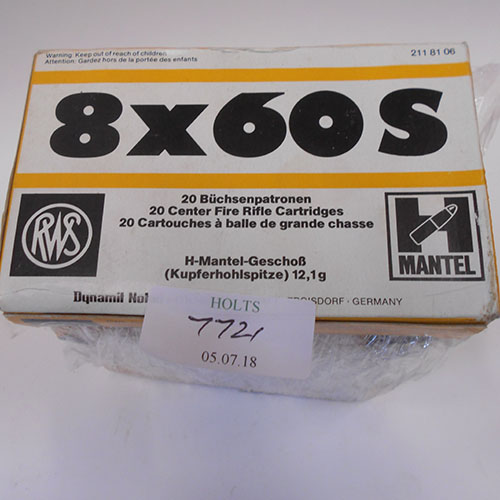 Warning: Keep out of reach of children
Attention: Gardez hors de la portée des enfants
211 81 06
8x60 S
RWS
20 Büchsenpatronen
20 Center Fire Rifle Cartridges
20 Cartouches à balle de grande chasse
H-Mantel-Geschoß
(Kupferhohlspitze) 12,1g
H
MANTEL
Dynamit · GERMANY
HOLTS
7721
05.07.18